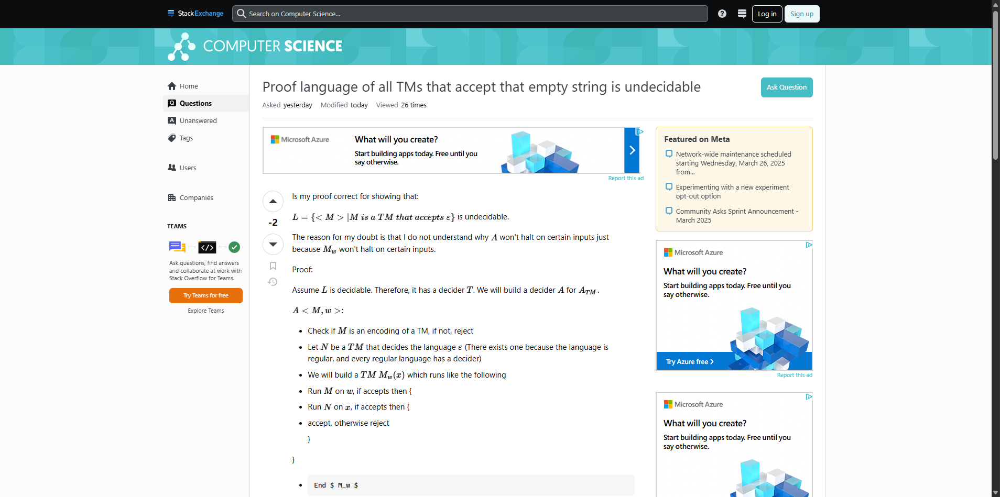 StackExchange
Search on Computer Science...
Log in
Sign up
COMPUTER SCIENCE
Home
Questions
Unanswered
Tags
Users
Companies
TEAMS
Ask questions, find answers
and collaborate at work with
Stack Overflow for Teams.
Try Teams for free
Explore Teams
Proof language of all TMs that accept that empty string is undecidable
Ask Question
Asked yesterday Modified today Viewed 26 times
Microsoft Azure
What will you create?
Start building apps today. Free until you
say otherwise.
Report this ad
-2
Is my proof correct for showing that:
L = {< M > |M is a TM that accepts ε} is undecidable.
The reason for my doubt is that I do not understand why A won't halt on certain inputs just
because M_w won't halt on certain inputs.
Proof:
Assume L is decidable. Therefore, it has a decider T. We will build a decider A for A_TM.
A < M, w >:
• Check if M is an encoding of a TM, if not, reject
• Let N be a TM that decides the language ε (There exists one because the language is
regular, and every regular language has a decider)
• We will build a TM M_w(x) which runs like the following
• Run M on w, if accepts then {
• Run N on x, if accepts then {
• accept, otherwise reject
}
}
• End $ M_w $
Featured on Meta
Network-wide maintenance scheduled
starting Wednesday, March 26, 2025
from...
Experimenting with a new experiment
opt-out option
Community Asks Sprint Announcement -
March 2025
Microsoft Azure
What will you create?
Start building apps today. Free until you
say otherwise.
Try Azure free
Report this ad
Microsoft Azure
What will you create?
Start building apps today. Free until you
say otherwise.